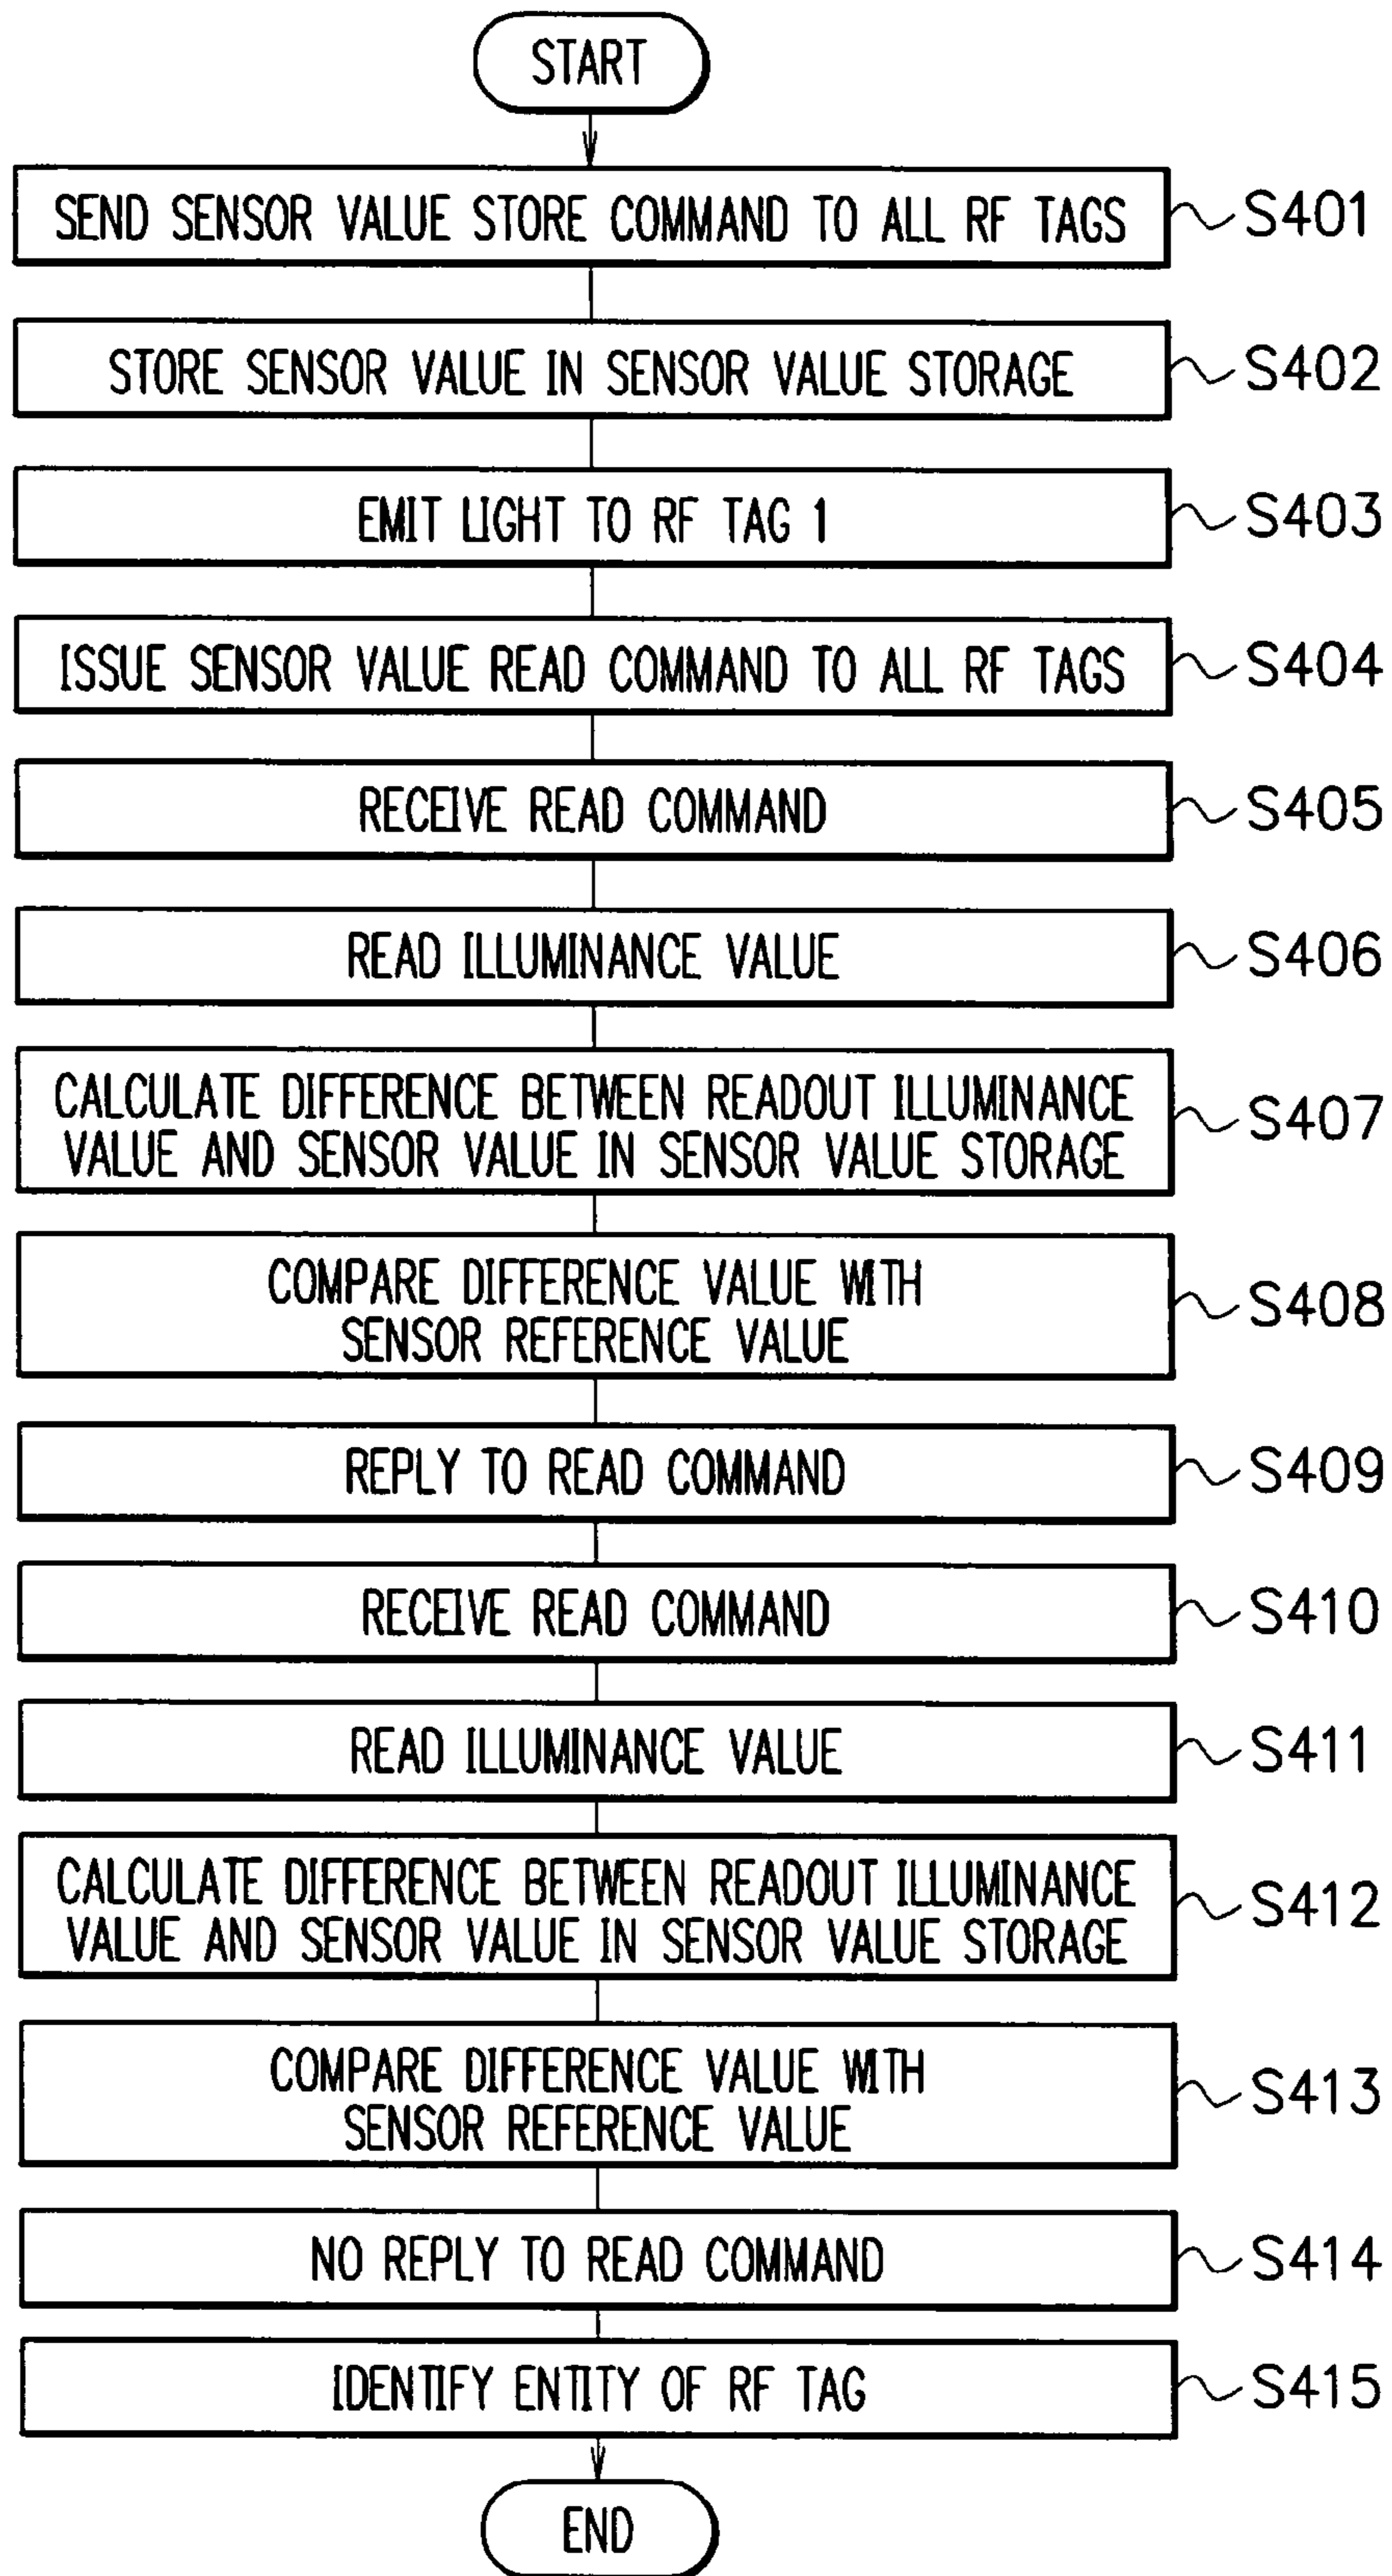 START
SEND SENSOR VALUE STORE COMMAND TO ALL RF TAGS
S401
STORE SENSOR VALUE IN SENSOR VALUE STORAGE
S402
EMIT LIGHT TO RF TAG 1
S403
ISSUE SENSOR VALUE READ COMMAND TO ALL RF TAGS
S404
RECEIVE READ COMMAND
S405
READ ILLUMINANCE VALUE
S406
CALCULATE DIFFERENCE BETWEEN READOUT ILLUMINANCE
VALUE AND SENSOR VALUE IN SENSOR VALUE STORAGE
S407
COMPARE DIFFERENCE VALUE WITH
SENSOR REFERENCE VALUE
S408
REPLY TO READ COMMAND
S409
RECEIVE READ COMMAND
S410
READ ILLUMINANCE VALUE
S411
CALCULATE DIFFERENCE BETWEEN READOUT ILLUMINANCE
VALUE AND SENSOR VALUE IN SENSOR VALUE STORAGE
S412
COMPARE DIFFERENCE VALUE WITH
SENSOR REFERENCE VALUE
S413
NO REPLY TO READ COMMAND
S414
IDENTIFY ENTITY OF RF TAG
S415
END